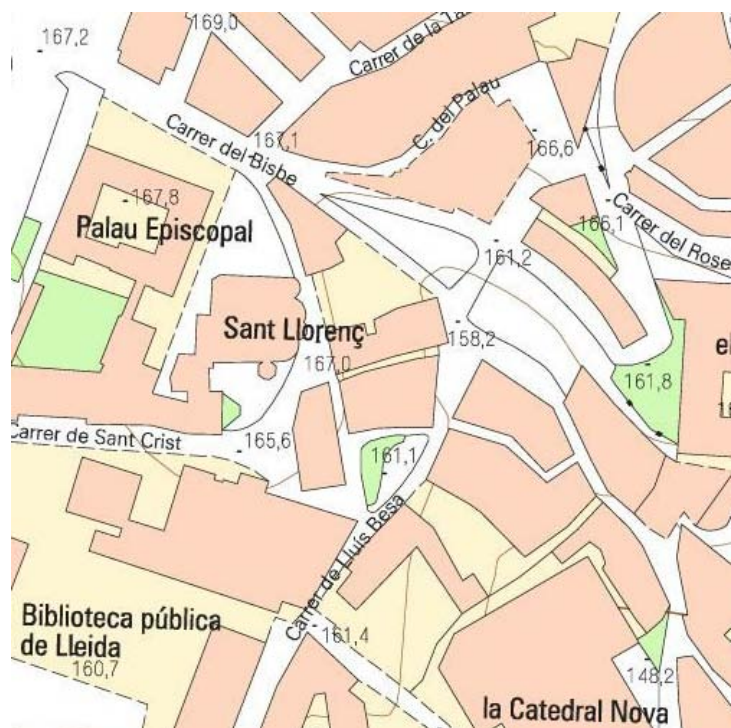 169,0
167,2
Carrer de la
C. del Palau
Carrer del Bisbe
167,1
166,6
167,8
166,1
Carrer del Rose
Palau Episcopal
161,2
Sant Llorenç
158,2
el
167,0
161,8
Carrer de Sant Crist
165,6
161,1
Carrer de Lluís Besa
Biblioteca pública
de Lleida
161,4
160,7
148,2
la Catedral Nova